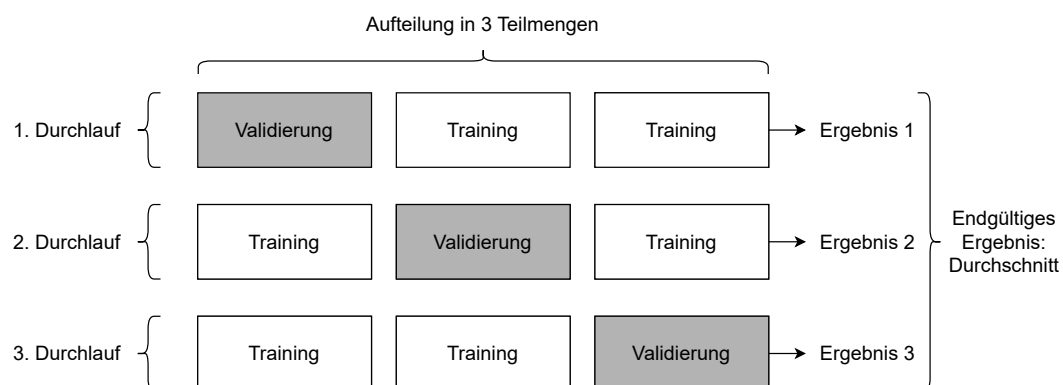 Aufteilung in 3 Teilmengen
1. Durchlauf Validierung Training Training Ergebnis 1
2. Durchlauf Training Validierung Training Ergebnis 2
Endgültiges
Ergebnis:
Durchschnitt
3. Durchlauf Training Training Validierung Ergebnis 3